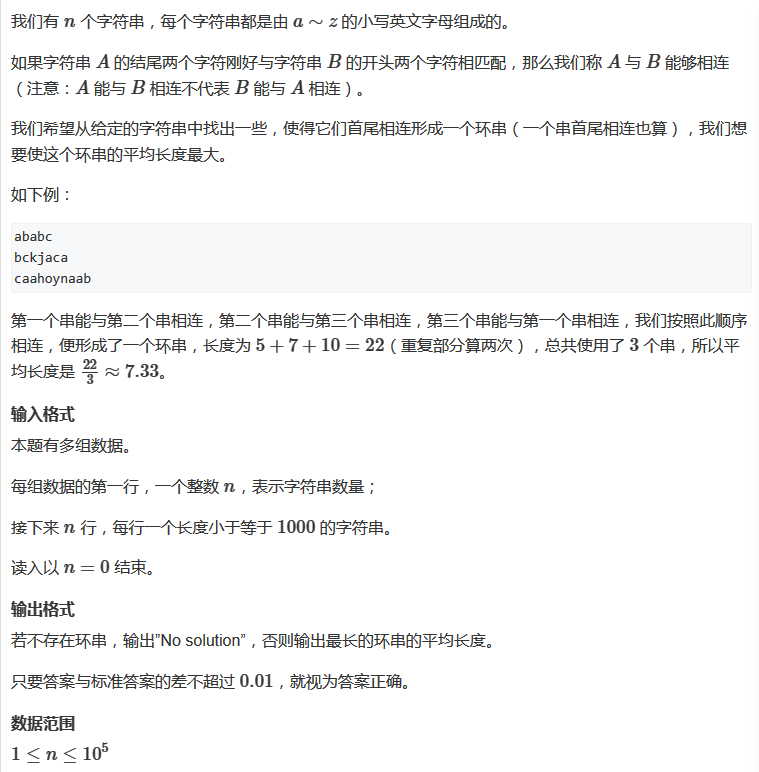 我们有 n 个字符串，每个字符串都是由 a ∼ z 的小写英文字母组成的。
如果字符串 A 的结尾两个字符刚好与字符串 B 的开头两个字符相匹配，那么我们称 A 与 B 能够相连
（注意：A 能与 B 相连不代表 B 能与 A 相连）。
我们希望从给定的字符串中找出一些，使得它们首尾相连形成一个环串（一个串首尾相连也算），我们想
要使这个环串的平均长度最大。
如下例：
ababc
bckjaca
caahoynaab
第一个串能与第二个串相连，第二个串能与第三个串相连，第三个串能与第一个串相连，我们按照此顺序
相连，便形成了一个环串，长度为 5 + 7 + 10 = 22（重复部分算两次），总共使用了 3 个串，所以平
均长度是 22/3 ≈ 7.33。
输入格式
本题有多组数据。
每组数据的第一行，一个整数 n，表示字符串数量；
接下来 n 行，每行一个长度小于等于 1000 的字符串。
读入以 n = 0 结束。
输出格式
若不存在环串，输出”No solution”，否则输出最长的环串的平均长度。
只要答案与标准答案的差不超过 0.01，就视为答案正确。
数据范围
1 ≤ n ≤ 10⁵